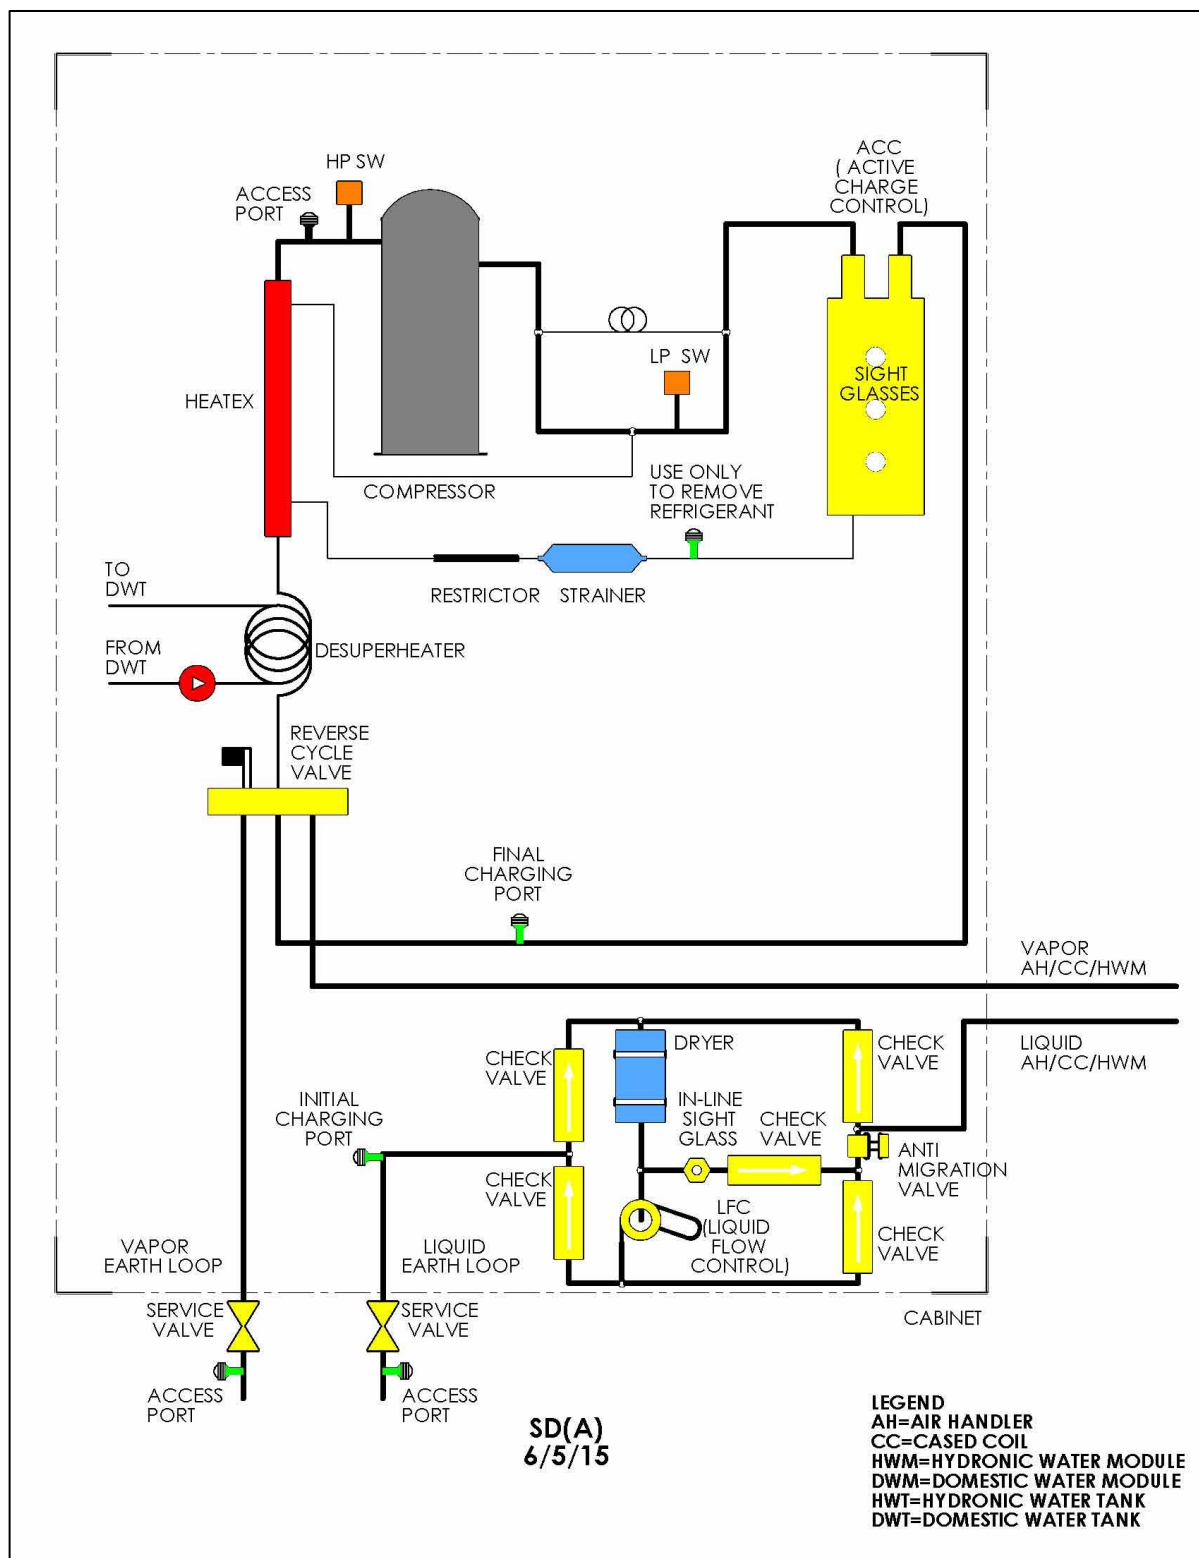 HP SW
ACCESS
PORT
ACC
( ACTIVE
CHARGE
CONTROL)
LP SW
SIGHT
GLASSES
HEATEX
COMPRESSOR
USE ONLY
TO REMOVE
REFRIGERANT
RESTRICTOR
STRAINER
TO
DWT
FROM
DWT
DESUPERHEATER
REVERSE
CYCLE
VALVE
FINAL
CHARGING
PORT
VAPOR
AH/CC/HWM
LIQUID
AH/CC/HWM
CHECK
VALVE
DRYER
CHECK
VALVE
INITIAL
CHARGING
PORT
IN-LINE
SIGHT
GLASS
CHECK
VALVE
ANTI
MIGRATION
VALVE
CHECK
VALVE
LFC
(LIQUID
FLOW
CONTROL)
CHECK
VALVE
VAPOR
EARTH LOOP
LIQUID
EARTH LOOP
SERVICE
VALVE
SERVICE
VALVE
CABINET
ACCESS
PORT
ACCESS
PORT
SD(A)
6/5/15
LEGEND
AH=AIR HANDLER
CC=CASED COIL
HWM=HYDRONIC WATER MODULE
DWM=DOMESTIC WATER MODULE
HWT=HYDRONIC WATER TANK
DWT=DOMESTIC WATER TANK